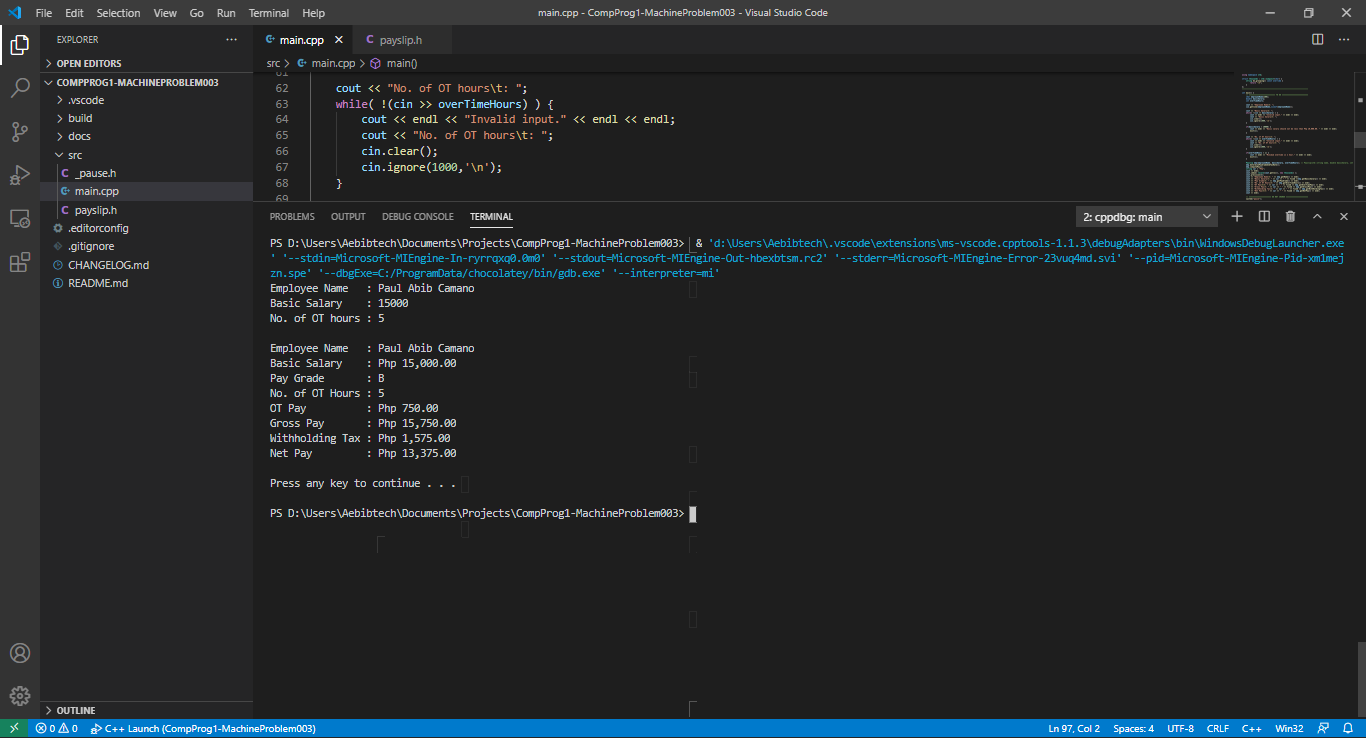 File Edit Selection View Go Run Terminal Help main.cpp - CompProg1-MachineProblem003 - Visual Studio Code
EXPLORER
OPEN EDITORS
COMPPROG1-MACHINEPROBLEM003
.vscode
build
docs
src
_pause.h
main.cpp
payslip.h
.editorconfig
.gitignore
CHANGELOG.md
README.md
OUTLINE
main.cpp payslip.h
src > main.cpp > main()
61
62 cout << "No. of OT hours\t: ";
63 while( !(cin >> overTimeHours) ) {
64 cout << endl << "Invalid input." << endl << endl;
65 cout << "No. of OT hours\t: ";
66 cin.clear();
67 cin.ignore(1000,'\n');
68 }
69
PROBLEMS OUTPUT DEBUG CONSOLE TERMINAL 2: cppdbg: main
PS D:\Users\Aebibtech\Documents\Projects\CompProg1-MachineProblem003> & 'd:\Users\Aebibtech\.vscode\extensions\ms-vscode.cpptools-1.1.3\debugAdapters\bin\WindowsDebugLauncher.exe
' '--stdin=Microsoft-MIEngine-In-ryrrqxq0.0m0' '--stdout=Microsoft-MIEngine-Out-hbexbtsm.rc2' '--stderr=Microsoft-MIEngine-Error-23vuq4md.svi' '--pid=Microsoft-MIEngine-Pid-xm1mej
zn.spe' '--dbgExe=C:/ProgramData/chocolatey/bin/gdb.exe' '--interpreter=mi'
Employee Name : Paul Abib Camano
Basic Salary : 15000
No. of OT hours : 5
Employee Name : Paul Abib Camano
Basic Salary : Php 15,000.00
Pay Grade : B
No. of OT Hours : 5
OT Pay : Php 750.00
Gross Pay : Php 15,750.00
Withholding Tax : Php 1,575.00
Net Pay : Php 13,375.00
Press any key to continue . . .
PS D:\Users\Aebibtech\Documents\Projects\CompProg1-MachineProblem003>
0 0 C++ Launch (CompProg1-MachineProblem003) Ln 97, Col 2 Spaces: 4 UTF-8 CRLF C++ Win32